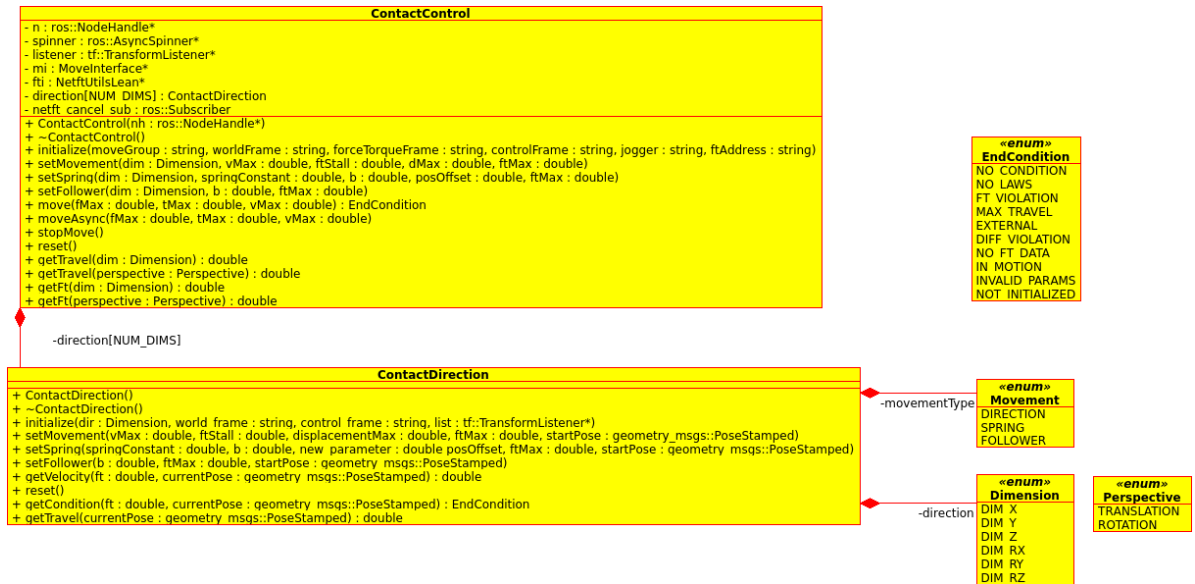 ContactControl
- n : ros::NodeHandle*
- spinner : ros::AsyncSpinner*
- listener : tf::TransformListener*
- mi : MoveInterface*
- fti : NetftUtilsLean*
- direction[NUM_DIMS] : ContactDirection
- netft_cancel_sub : ros::Subscriber
+ ContactControl(nh : ros::NodeHandle*)
+ ~ContactControl()
+ initialize(moveGroup : string, worldFrame : string, forceTorqueFrame : string, controlFrame : string, jogger : string, ftAddress : string)
+ setMovement(dim : Dimension, vMax : double, ftStall : double, dMax : double, ftMax : double)
+ setSpring(dim : Dimension, springConstant : double, b : double, posOffset : double, ftMax : double)
+ setFollower(dim : Dimension, b : double, ftMax : double)
+ move(fMax : double, tMax : double, vMax : double) : EndCondition
+ moveAsync(fMax : double, tMax : double, vMax : double)
+ stopMove()
+ reset()
+ getTravel(dim : Dimension) : double
+ getTravel(perspective : Perspective) : double
+ getFt(dim : Dimension) : double
+ getFt(perspective : Perspective) : double
«enum»
EndCondition
NO_CONDITION
NO_LAWS
FT_VIOLATION
MAX_TRAVEL
EXTERNAL
DIFF_VIOLATION
NO_FT_DATA
IN_MOTION
INVALID_PARAMS
NOT_INITIALIZED
-direction[NUM_DIMS]
ContactDirection
+ ContactDirection()
+ ~ContactDirection()
+ initialize(dir : Dimension, world_frame : string, control_frame : string, list : tf::TransformListener*)
+ setMovement(vMax : double, ftStall : double, displacementMax : double, ftMax : double, startPose : geometry_msgs::PoseStamped)
+ setSpring(springConstant : double, b : double, new_parameter : double posOffset, ftMax : double, startPose : geometry_msgs::PoseStamped)
+ setFollower(b : double, ftMax : double, startPose : geometry_msgs::PoseStamped)
+ getVelocity(ft : double, currentPose : geometry_msgs::PoseStamped) : double
+ reset()
+ getCondition(ft : double, currentPose : geometry_msgs::PoseStamped) : EndCondition
+ getTravel(currentPose : geometry_msgs::PoseStamped) : double
-movementType
«enum»
Movement
DIRECTION
SPRING
FOLLOWER
-direction
«enum»
Dimension
DIM_X
DIM_Y
DIM_Z
DIM_RX
DIM_RY
DIM_RZ
«enum»
Perspective
TRANSLATION
ROTATION